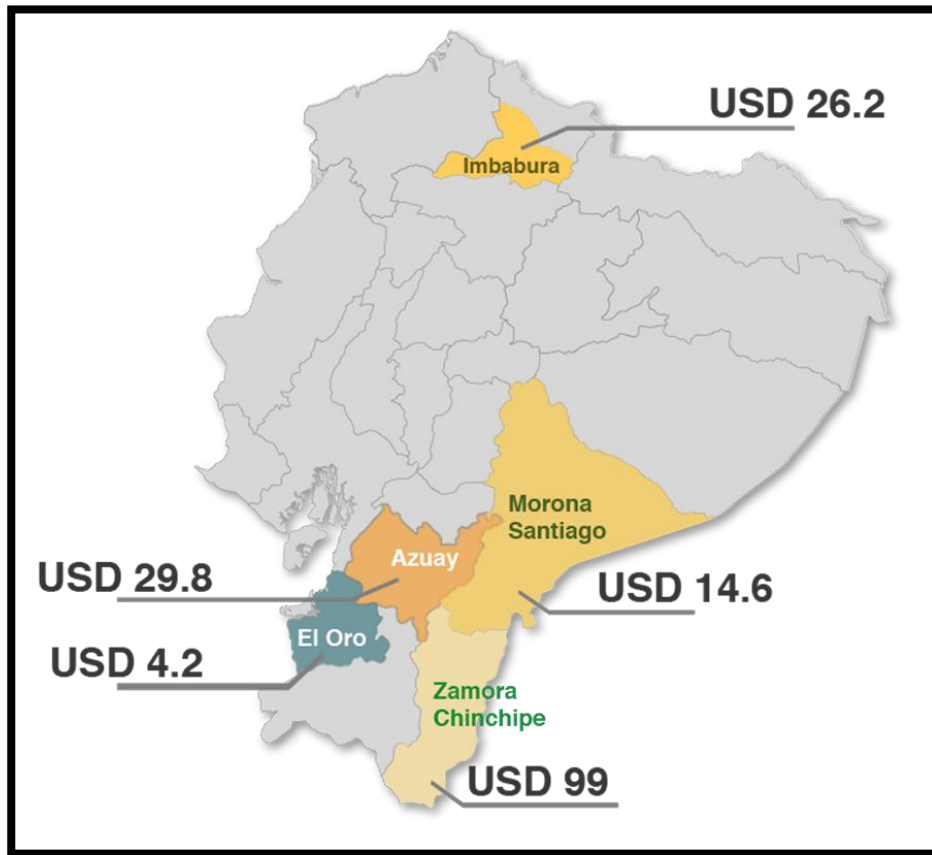 USD 26.2
Imbabura
Morona
Santiago
Azuay
USD 29.8
USD 14.6
El Oro
USD 4.2
Zamora
Chinchipe
USD 99